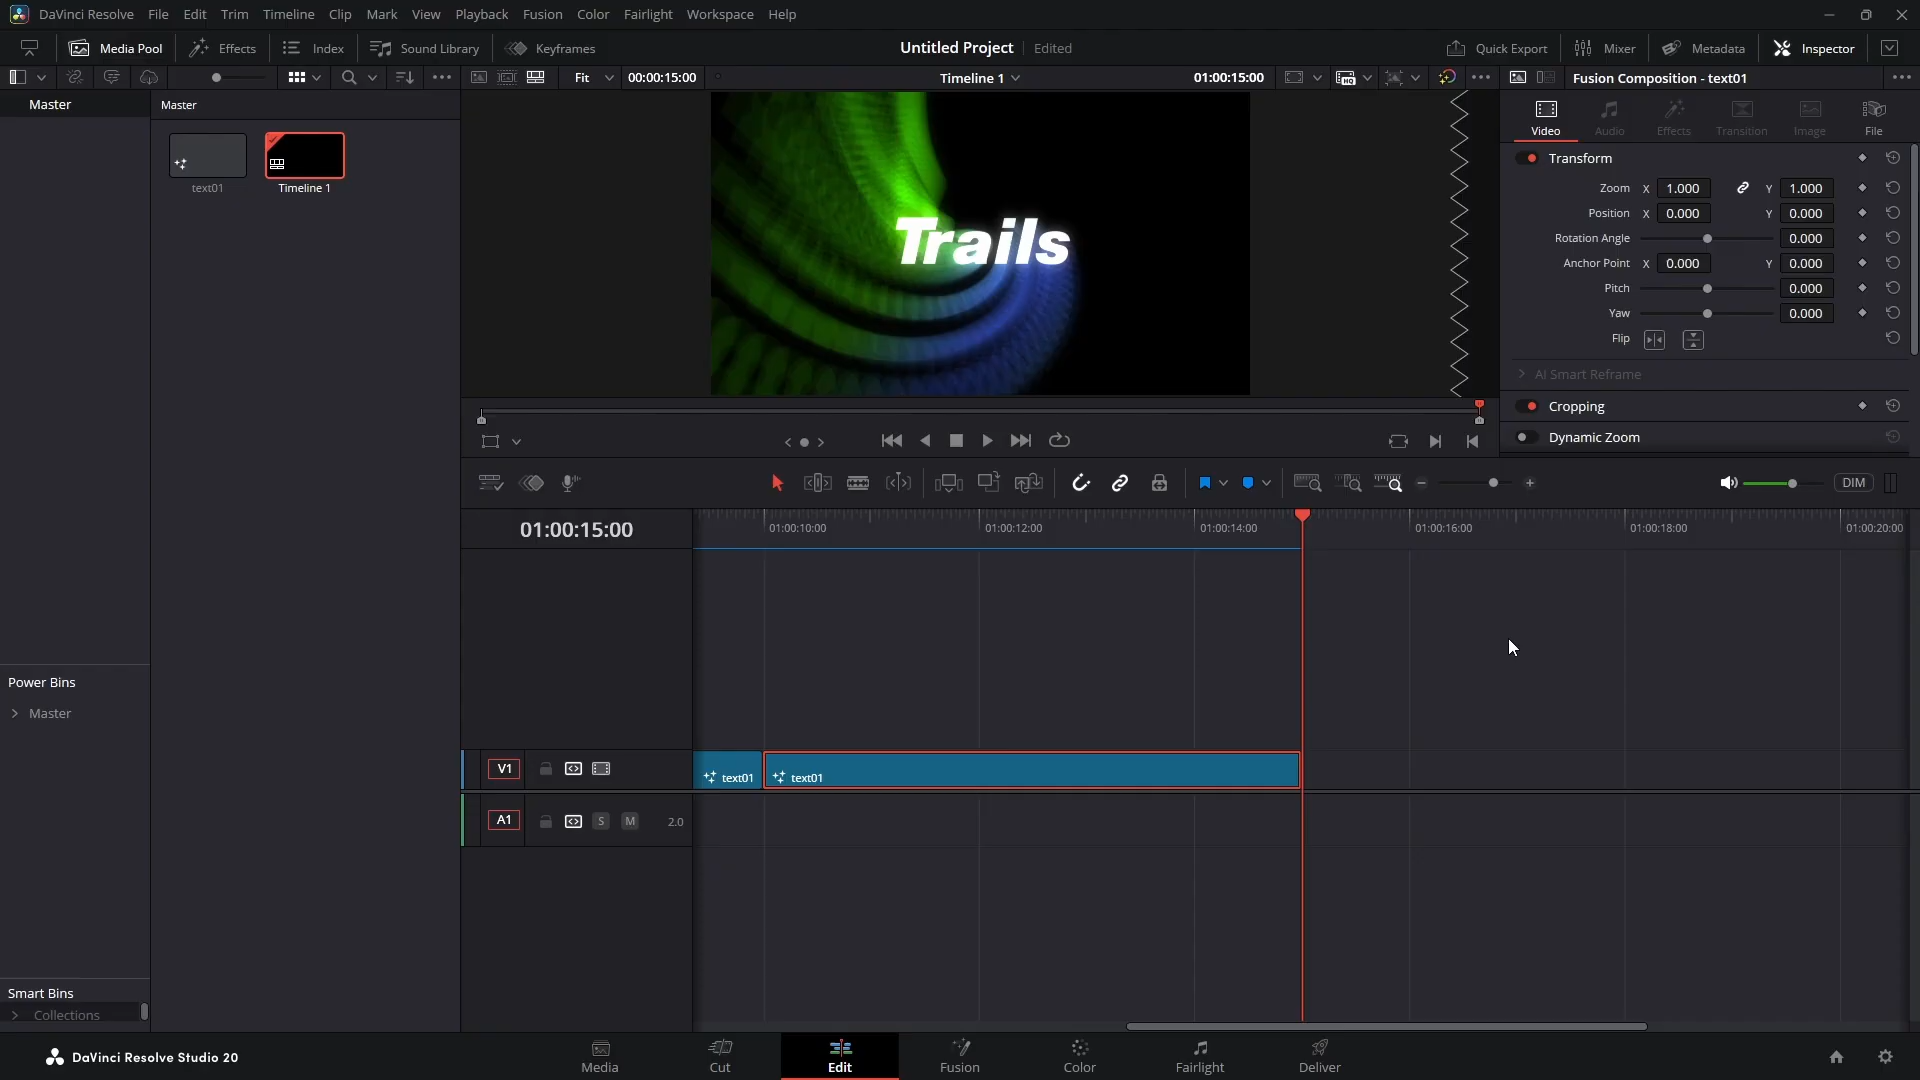 DaVinci Resolve File Edit Trim Timeline Clip Mark View Playback Fusion Color Fairlight Workspace Help
Media Pool Effects Index Sound Library Keyframes Untitled Project Edited Quick Export Mixer Metadata Inspector
Fit 00:00:15:00 Timeline 1 01:00:15:00 Fusion Composition - text01
Master Master
Video Audio Effects Transition Image File
text01 Timeline 1
Transform
Zoom X 1.000 Y 1.000
Position X 0.000 Y 0.000
Rotation Angle 0.000
Anchor Point X 0.000 Y 0.000
Pitch 0.000
Yaw 0.000
Flip
AI Smart Reframe
Cropping
Dynamic Zoom
Trails
DIM
01:00:15:00 01:00:10:00 01:00:12:00 01:00:14:00 01:00:16:00 01:00:18:00 01:00:20:00
Power Bins
Master
V1 text01 text01
A1 S M 2.0
Smart Bins
Collections
DaVinci Resolve Studio 20 Media Cut Edit Fusion Color Fairlight Deliver